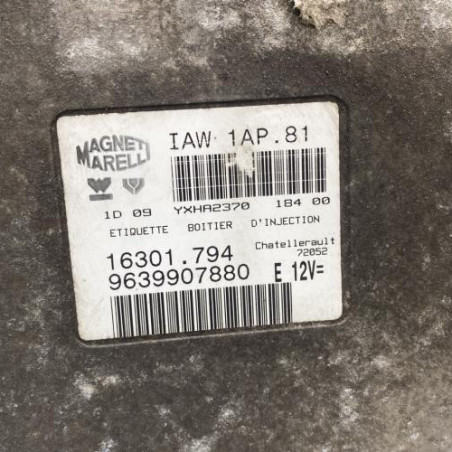 MAGNETI
MARELLI
IAW 1AP.81
1D 09 YXHA2370 184 00
ETIQUETTE BOITIER D'INJECTION
16301.794
Chatellerault
72052
9639907880
E 12V=